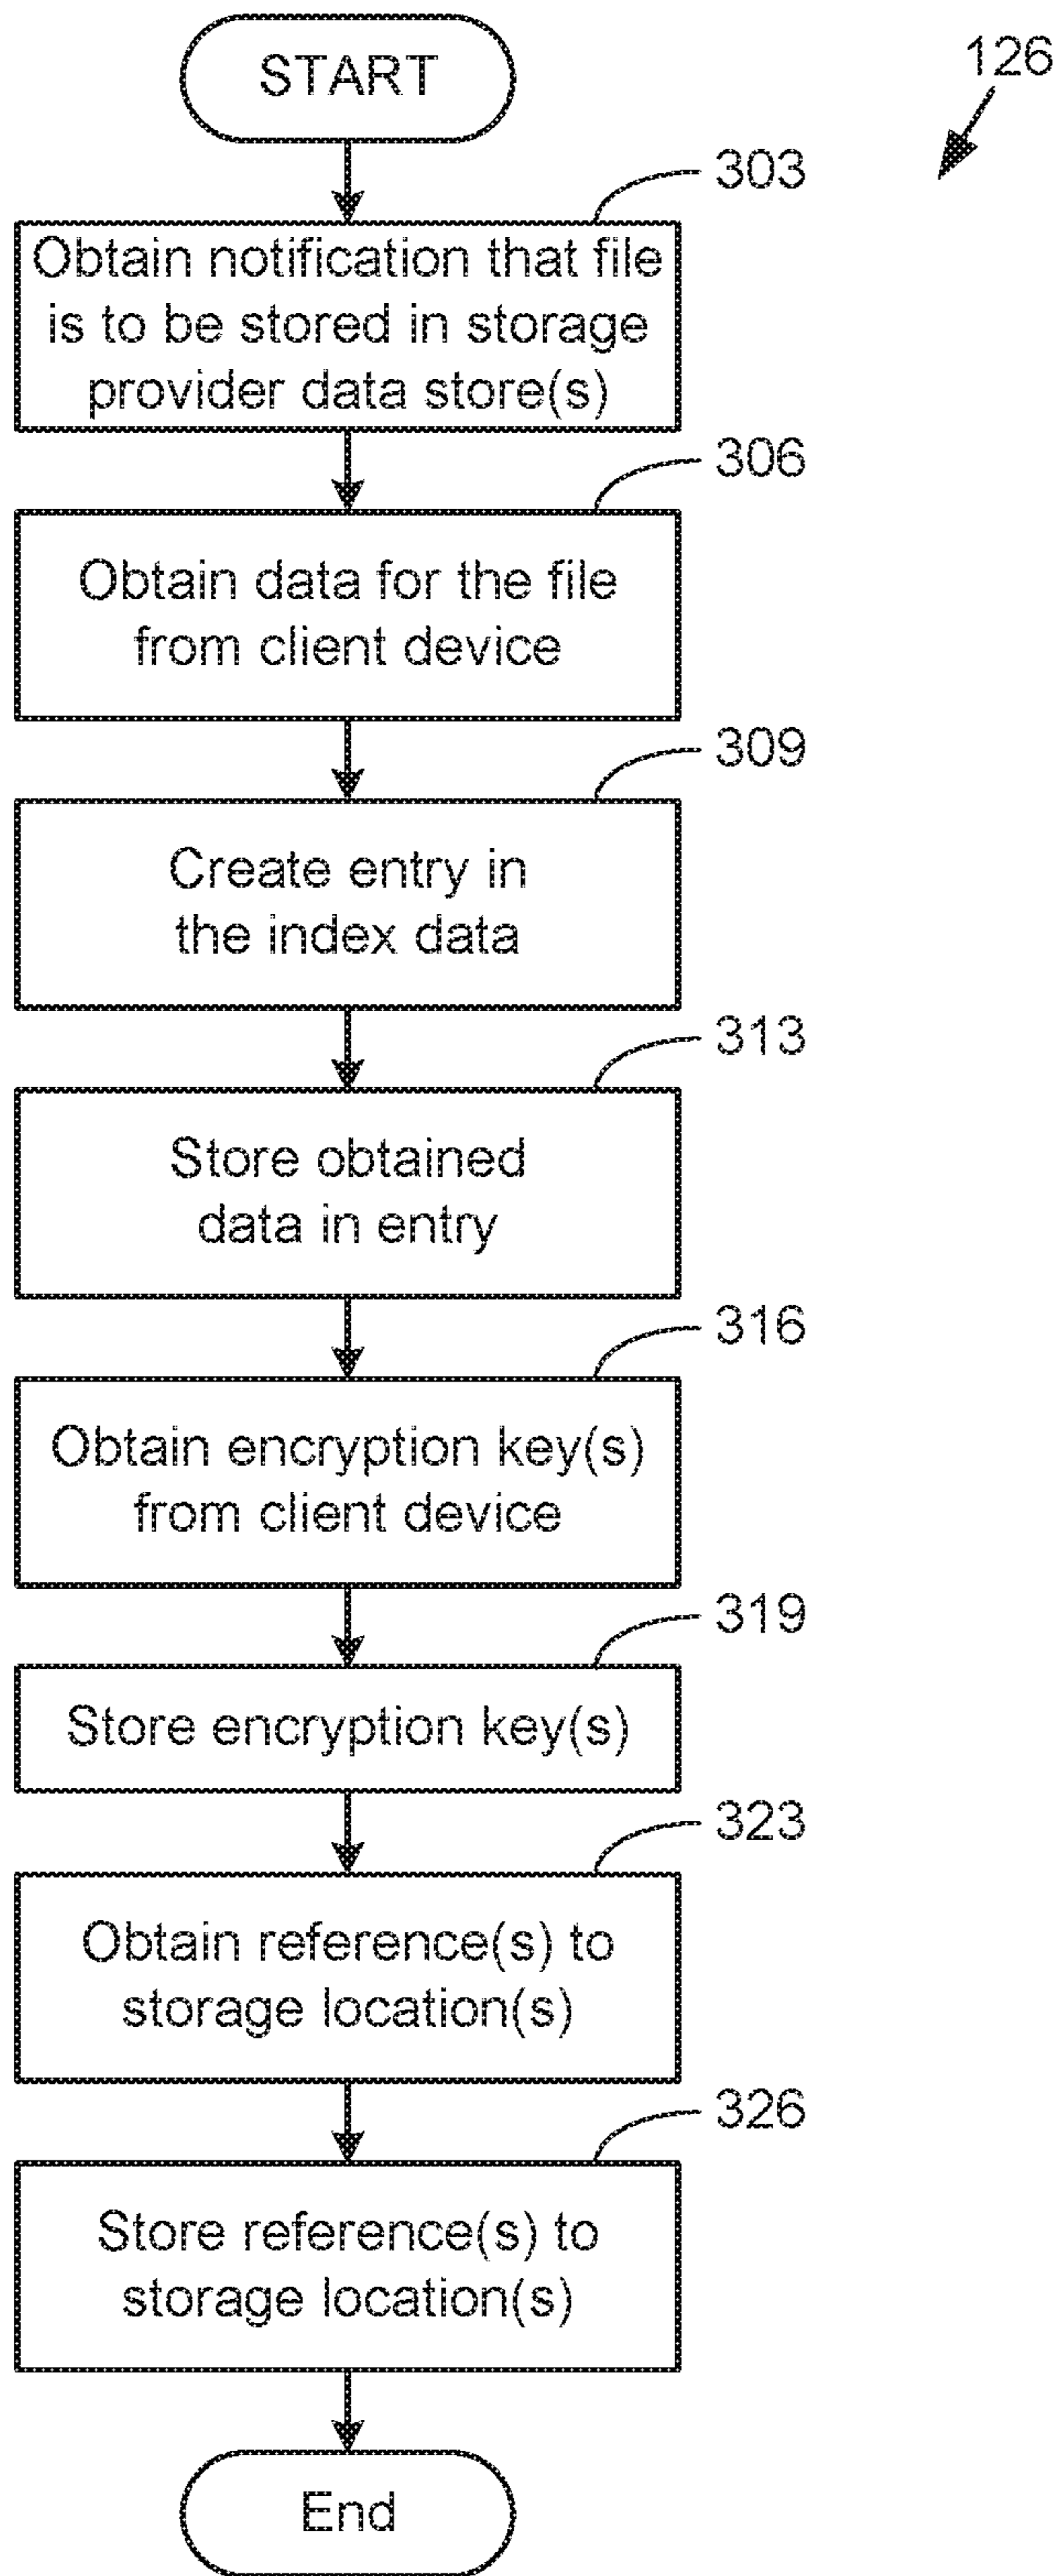 START
126
303
Obtain notification that file
is to be stored in storage
provider data store(s)
306
Obtain data for the file
from client device
309
Create entry in
the index data
313
Store obtained
data in entry
316
Obtain encryption key(s)
from client device
319
Store encryption key(s)
323
Obtain reference(s) to
storage location(s)
326
Store reference(s) to
storage location(s)
End